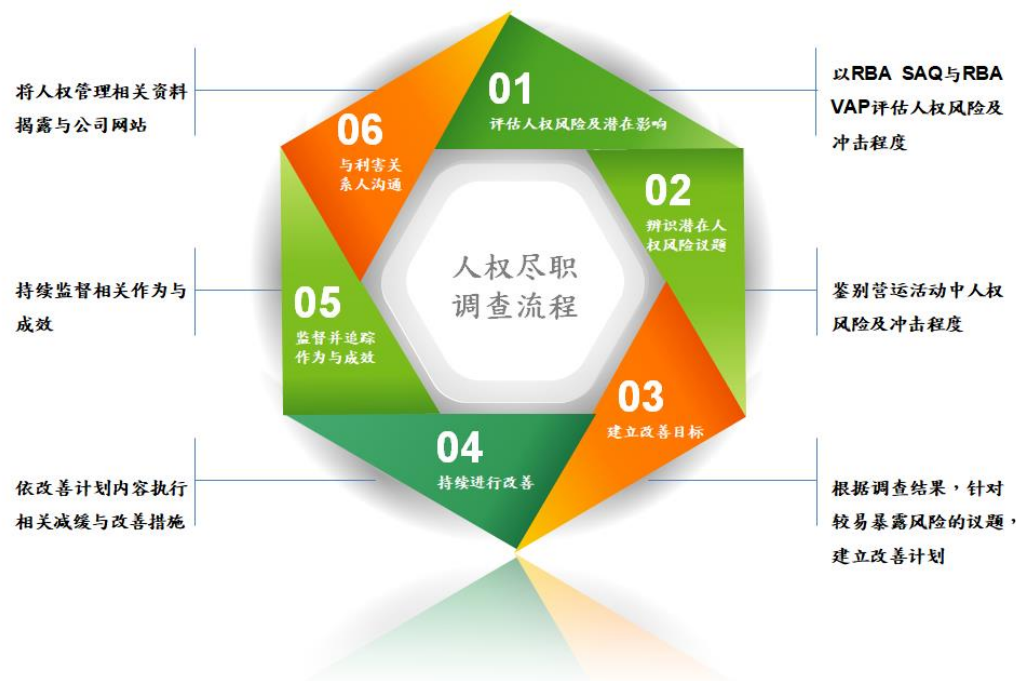 人权尽职
调查流程
01
评估人权风险及潜在影响
以RBA SAQ与RBA
VAP评估人权风险及
冲击程度
02
辨识潜在人
权风险议题
鉴别营运活动中人权
风险及冲击程度
03
建立改善目标
根据调查结果，针对
较易暴露风险的议题，
建立改善计划
04
持续进行改善
依改善计划内容执行
相关减缓与改善措施
05
监督并追踪
作为与成效
持续监督相关作为与
成效
06
与利害关
系人沟通
将人权管理相关资料
揭露与公司网站